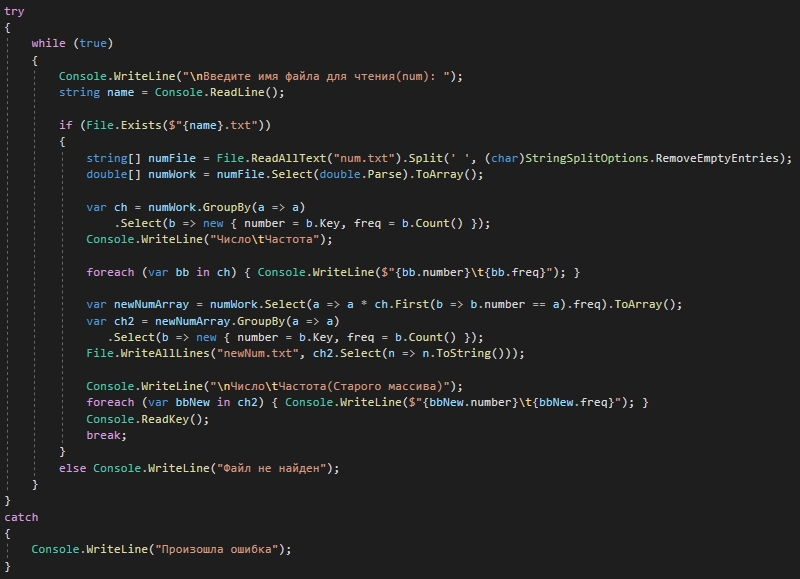 try
{
    while (true)
    {
        Console.WriteLine("\nВведите имя файла для чтения(num): ");
        string name = Console.ReadLine();

        if (File.Exists($"{name}.txt"))
        {
            string[] numFile = File.ReadAllText("num.txt").Split(' ', (char)StringSplitOptions.RemoveEmptyEntries);
            double[] numWork = numFile.Select(double.Parse).ToArray();

            var ch = numWork.GroupBy(a => a)
                .Select(b => new { number = b.Key, freq = b.Count() });
            Console.WriteLine("Число\tЧастота");

            foreach (var bb in ch) { Console.WriteLine($"{bb.number}\t{bb.freq}"); }

            var newNumArray = numWork.Select(a => a * ch.First(b => b.number == a).freq).ToArray();
            var ch2 = newNumArray.GroupBy(a => a)
               .Select(b => new { number = b.Key, freq = b.Count() });
            File.WriteAllLines("newNum.txt", ch2.Select(n => n.ToString()));

            Console.WriteLine("\nЧисло\tЧастота(Старого массива)");
            foreach (var bbNew in ch2) { Console.WriteLine($"{bbNew.number}\t{bbNew.freq}"); }
            Console.ReadKey();
            break;
        }
        else Console.WriteLine("Файл не найден");
    }
}
catch
{
    Console.WriteLine("Произошла ошибка");
}